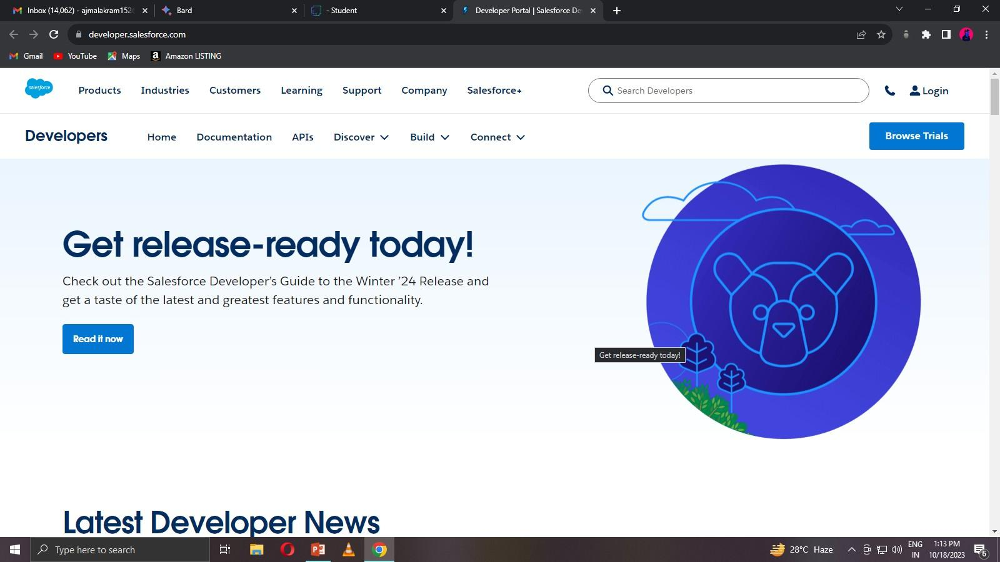 Inbox (14,062) - ajmalakram152
Bard
- Student
Developer Portal | Salesforce De
developer.salesforce.com
Gmail
YouTube
Maps
Amazon LISTING
salesforce
Products
Industries
Customers
Learning
Support
Company
Salesforce+
Search Developers
Login
Developers
Home
Documentation
APIs
Discover
Build
Connect
Browse Trials
Get release-ready today!
Check out the Salesforce Developer’s Guide to the Winter ’24 Release and
get a taste of the latest and greatest features and functionality.
Read it now
Get release-ready today!
Latest Developer News
Type here to search
28°C Haze
ENG
IN
1:13 PM
10/18/2023
6